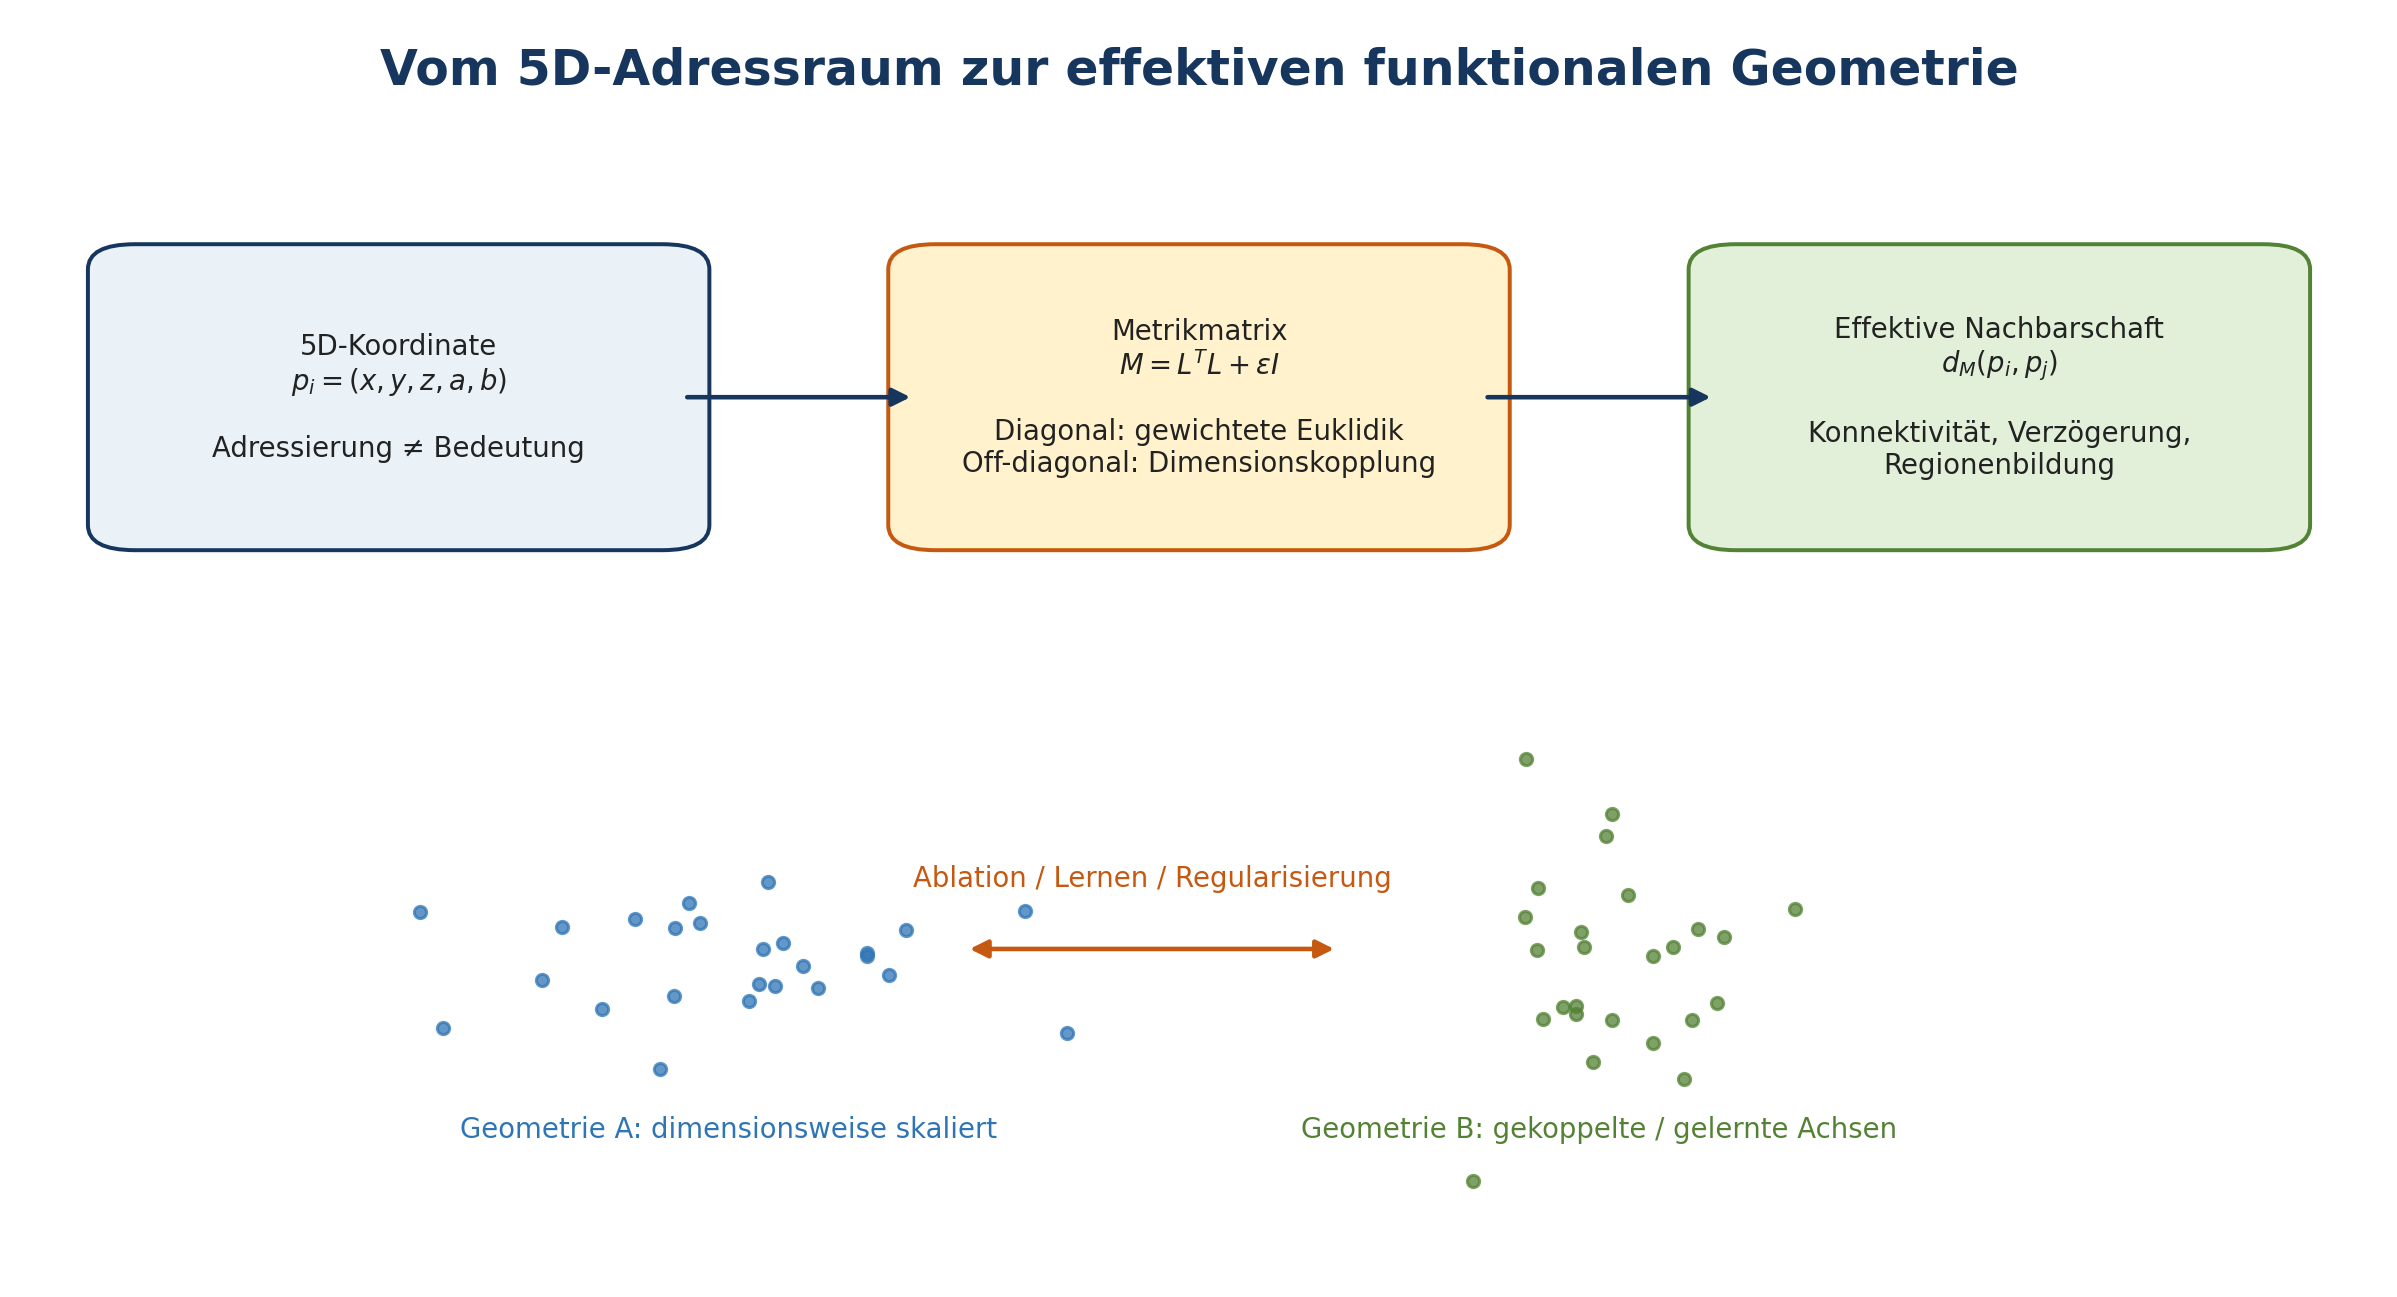 Vom 5D-Adressraum zur effektiven funktionalen Geometrie
5D-Koordinate
p_i = (x, y, z, a, b)
Adressierung ≠ Bedeutung
Metrikmatrix
M = L^T L + εI
Diagonal: gewichtete Euklidik
Off-diagonal: Dimensionskopplung
Effektive Nachbarschaft
d_M(p_i, p_j)
Konnektivität, Verzögerung,
Regionenbildung
Ablation / Lernen / Regularisierung
Geometrie A: dimensionsweise skaliert
Geometrie B: gekoppelte / gelernte Achsen